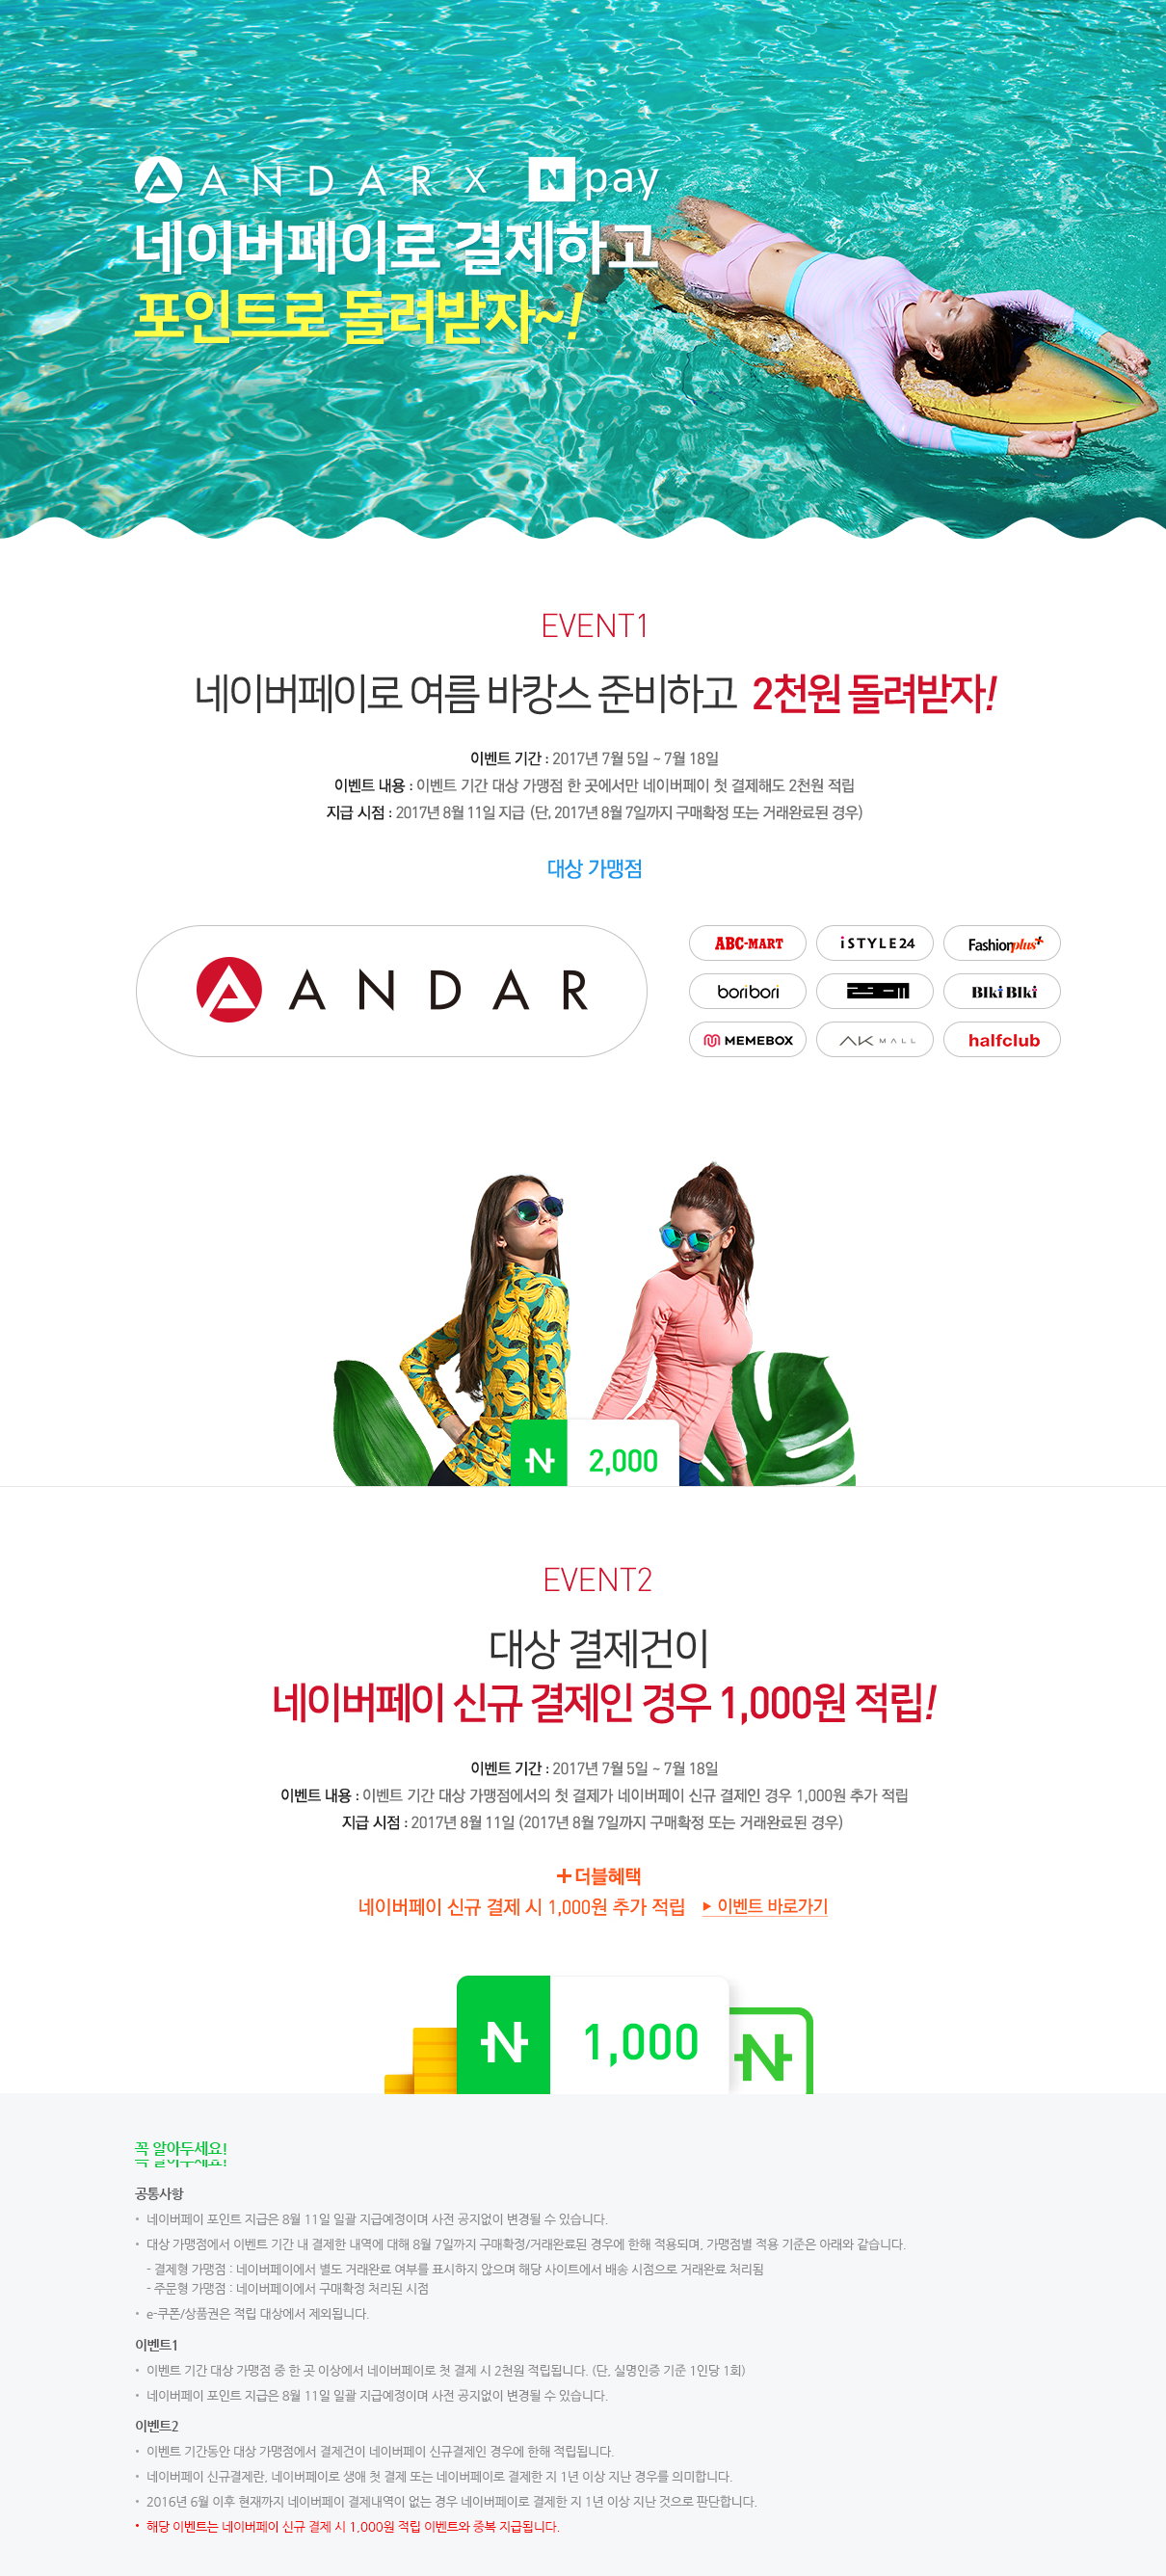 ANDAR X N pay
네이버페이로 결제하고
포인트로 돌려받자~!
EVENT1
네이버페이로 여름 바캉스 준비하고 2천원 돌려받자!
이벤트 기간 : 2017년 7월 5일 ~ 7월 18일
이벤트 내용 : 이벤트 기간 대상 가맹점 한 곳에서만 네이버페이 첫 결제해도 2천원 적립
지급 시점 : 2017년 8월 11일 지급 (단, 2017년 8월 7일까지 구매확정 또는 거래완료된 경우)
대상 가맹점
ANDAR
ABC-MART iSTYLE24 Fashionplus+
boribori BlkiBlki
MEMEBOX AK MALL halfclub
N 2,000
EVENT2
대상 결제건이
네이버페이 신규 결제인 경우 1,000원 적립!
이벤트 기간 : 2017년 7월 5일 ~ 7월 18일
이벤트 내용 : 이벤트 기간 대상 가맹점에서의 첫 결제가 네이버페이 신규 결제인 경우 1,000원 추가 적립
지급 시점 : 2017년 8월 11일 (2017년 8월 7일까지 구매확정 또는 거래완료된 경우)
+더블혜택
네이버페이 신규 결제 시 1,000원 추가 적립 ▶ 이벤트 바로가기
N 1,000 N
꼭 알아두세요!
공통사항
• 네이버페이 포인트 지급은 8월 11일 일괄 지급예정이며 사전 공지없이 변경될 수 있습니다.
• 대상 가맹점에서 이벤트 기간 내 결제한 내역에 대해 8월 7일까지 구매확정/거래완료된 경우에 한해 적용되며, 가맹점별 적용 기준은 아래와 같습니다.
- 결제형 가맹점 : 네이버페이에서 별도 거래완료 여부를 표시하지 않으며 해당 사이트에서 배송 시점으로 거래완료 처리됨
- 주문형 가맹점 : 네이버페이에서 구매확정 처리된 시점
• e-쿠폰/상품권은 적립 대상에서 제외됩니다.
이벤트1
• 이벤트 기간 대상 가맹점 중 한 곳 이상에서 네이버페이로 첫 결제 시 2천원 적립됩니다. (단, 실명인증 기준 1인당 1회)
• 네이버페이 포인트 지급은 8월 11일 일괄 지급예정이며 사전 공지없이 변경될 수 있습니다.
이벤트2
• 이벤트 기간동안 대상 가맹점에서 결제건이 네이버페이 신규결제인 경우에 한해 적립됩니다.
• 네이버페이 신규결제란, 네이버페이로 생애 첫 결제 또는 네이버페이로 결제한 지 1년 이상 지난 경우를 의미합니다.
• 2016년 6월 이후 현재까지 네이버페이 결제내역이 없는 경우 네이버페이로 결제한 지 1년 이상 지난 것으로 판단합니다.
• 해당 이벤트는 네이버페이 신규 결제 시 1,000원 적립 이벤트와 중복 지급됩니다.